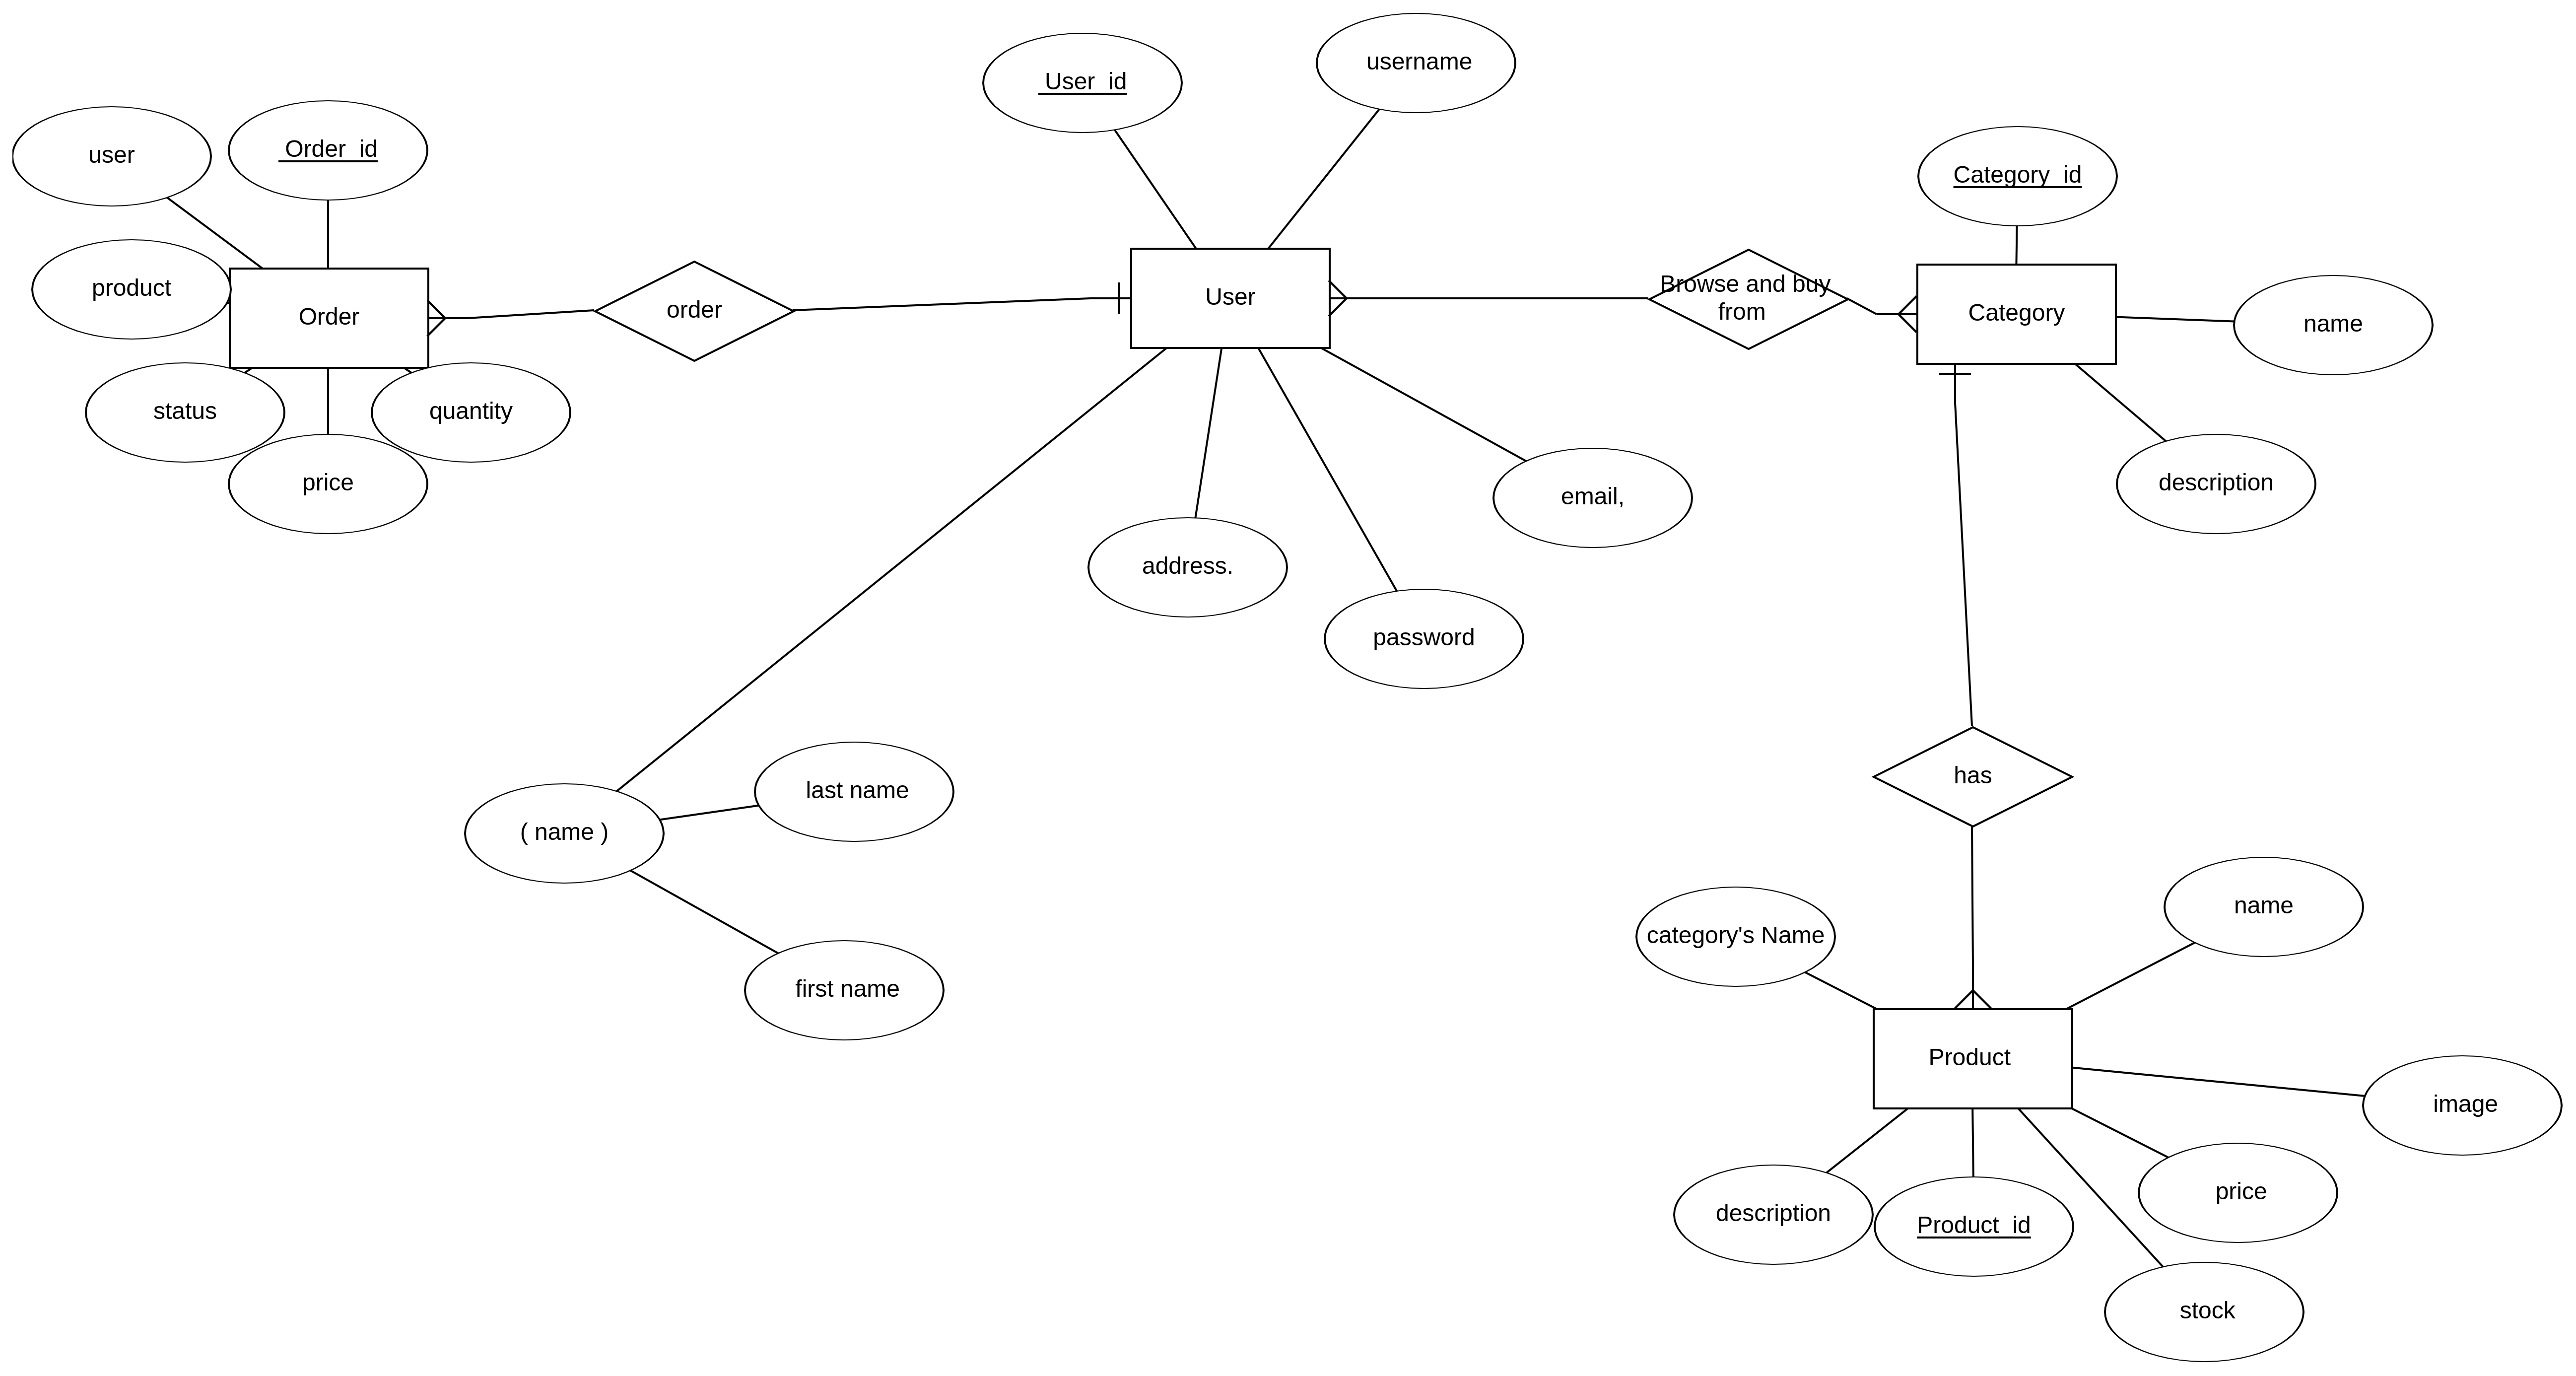 username
User_id
Order_id
user
Category_id
product
Browse and buy
from
User
order
Category
Order
name
status
quantity
price
description
email,
address.
password
has
last name
( name )
name
category's Name
first name
Product
image
price
description
Product_id
stock